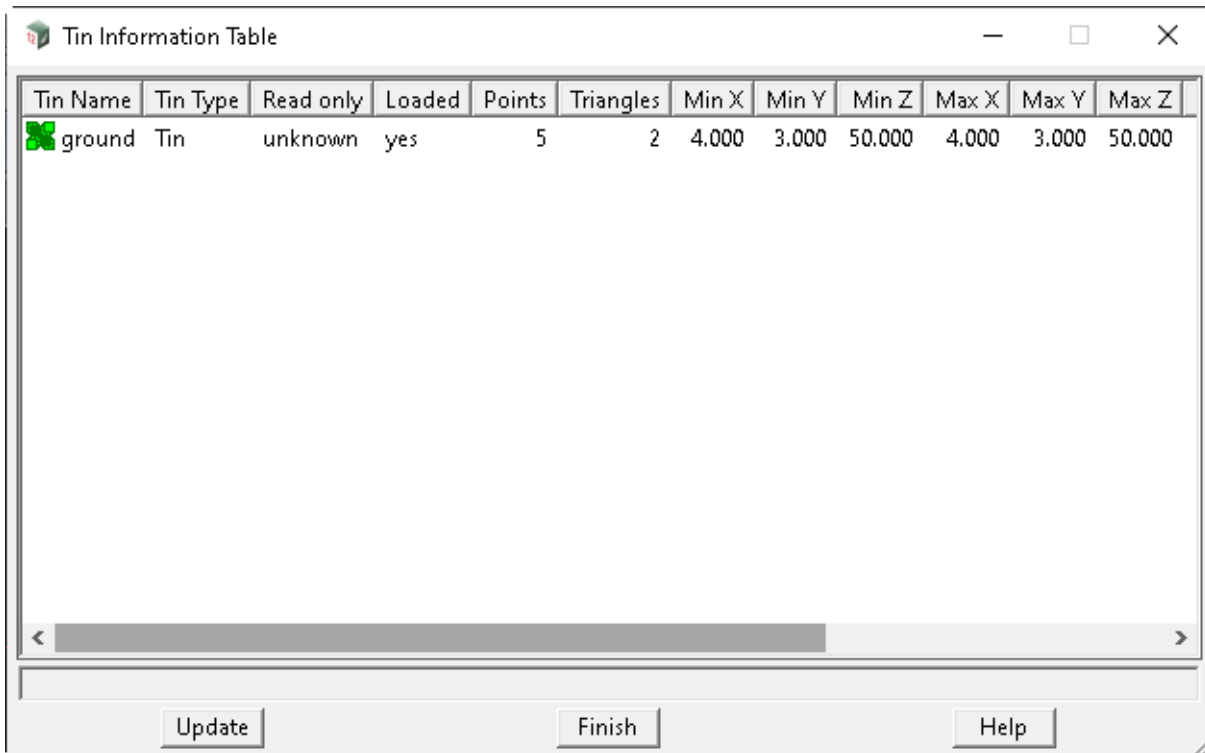 Tin Information Table
Tin Name Tin Type Read only Loaded Points Triangles Min X Min Y Min Z Max X Max Y Max Z
ground Tin unknown yes 5 2 4.000 3.000 50.000 4.000 3.000 50.000
Update Finish Help